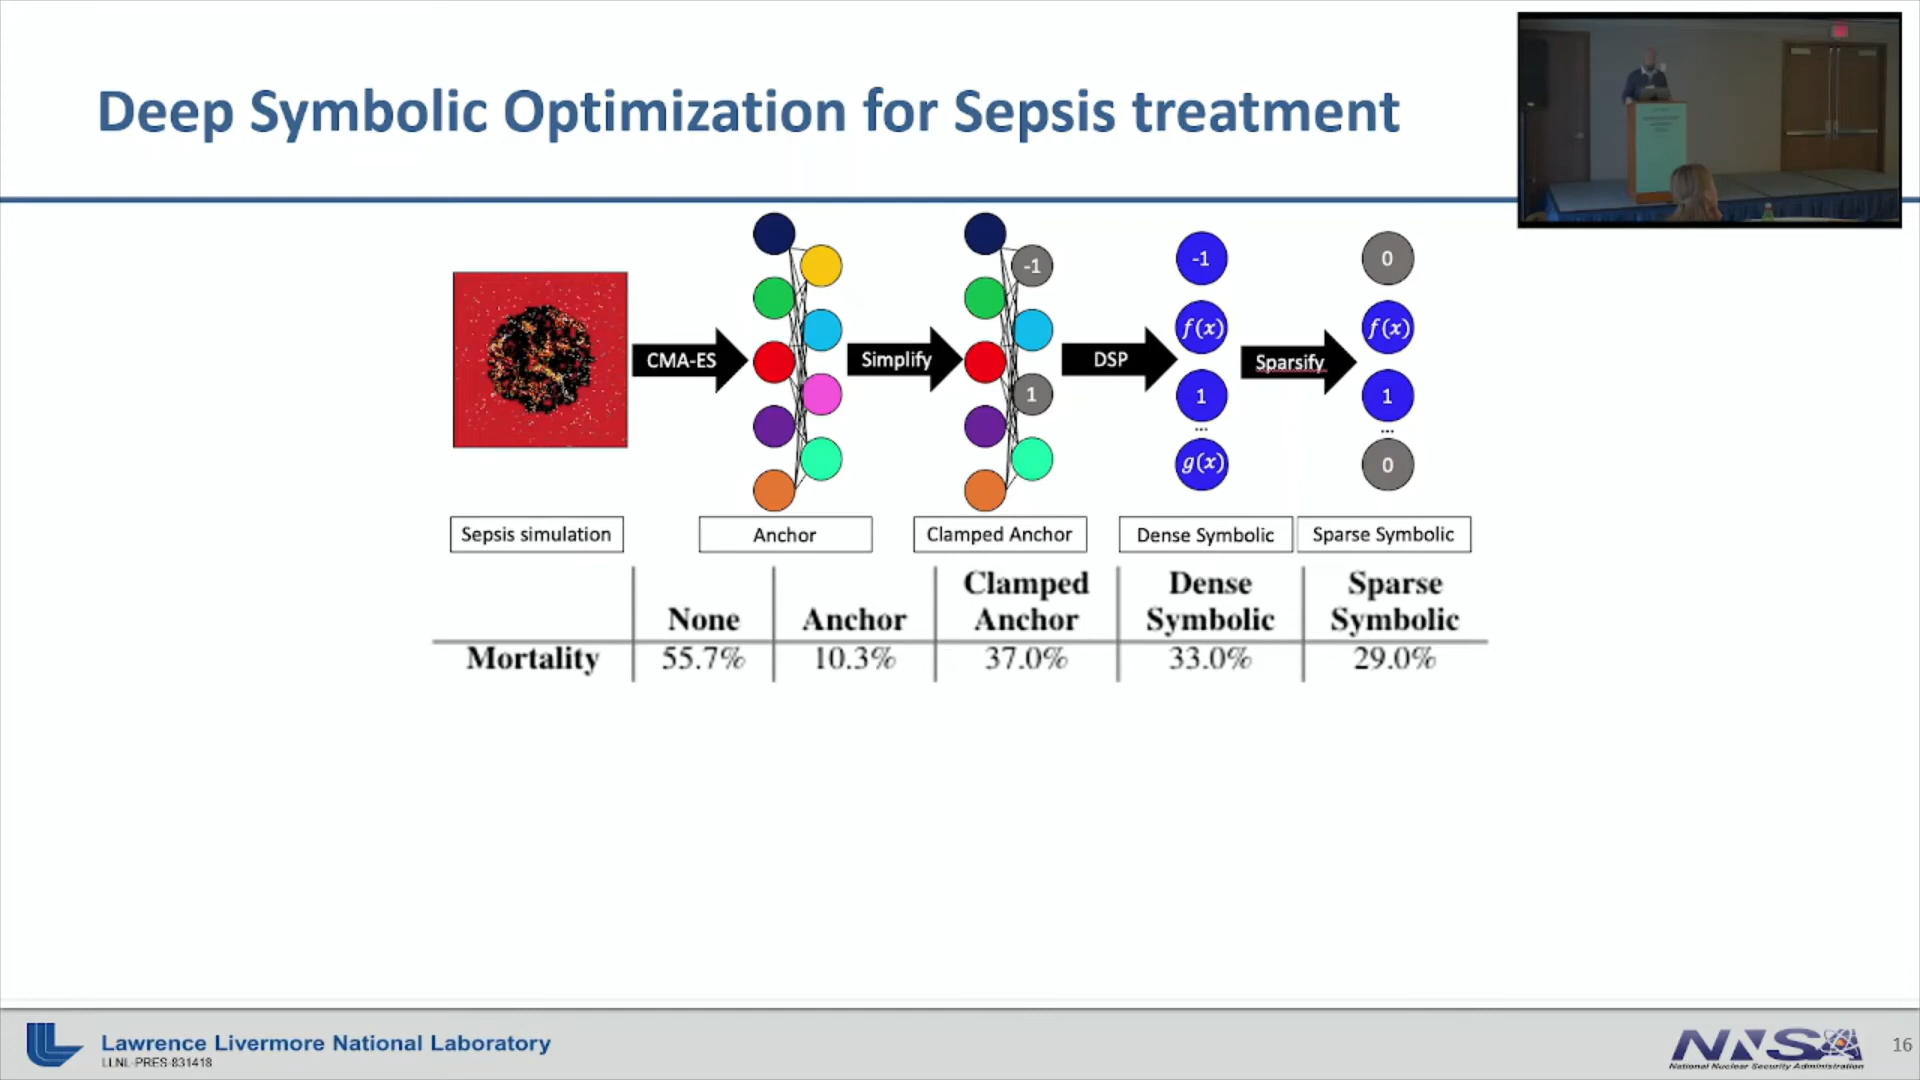 Deep Symbolic Optimization for Sepsis treatment
CMA-ES
Simplify
-1
1
DSP
-1
f(x)
1
...
g(x)
Sparsify
0
f(x)
1
...
0
Sepsis simulation
Anchor
Clamped Anchor
Dense Symbolic
Sparse Symbolic
None Anchor Clamped Anchor Dense Symbolic Sparse Symbolic
Mortality 55.7% 10.3% 37.0% 33.0% 29.0%
Lawrence Livermore National Laboratory
LLNL-PRES-831418
NNSA
National Nuclear Security Administration
16